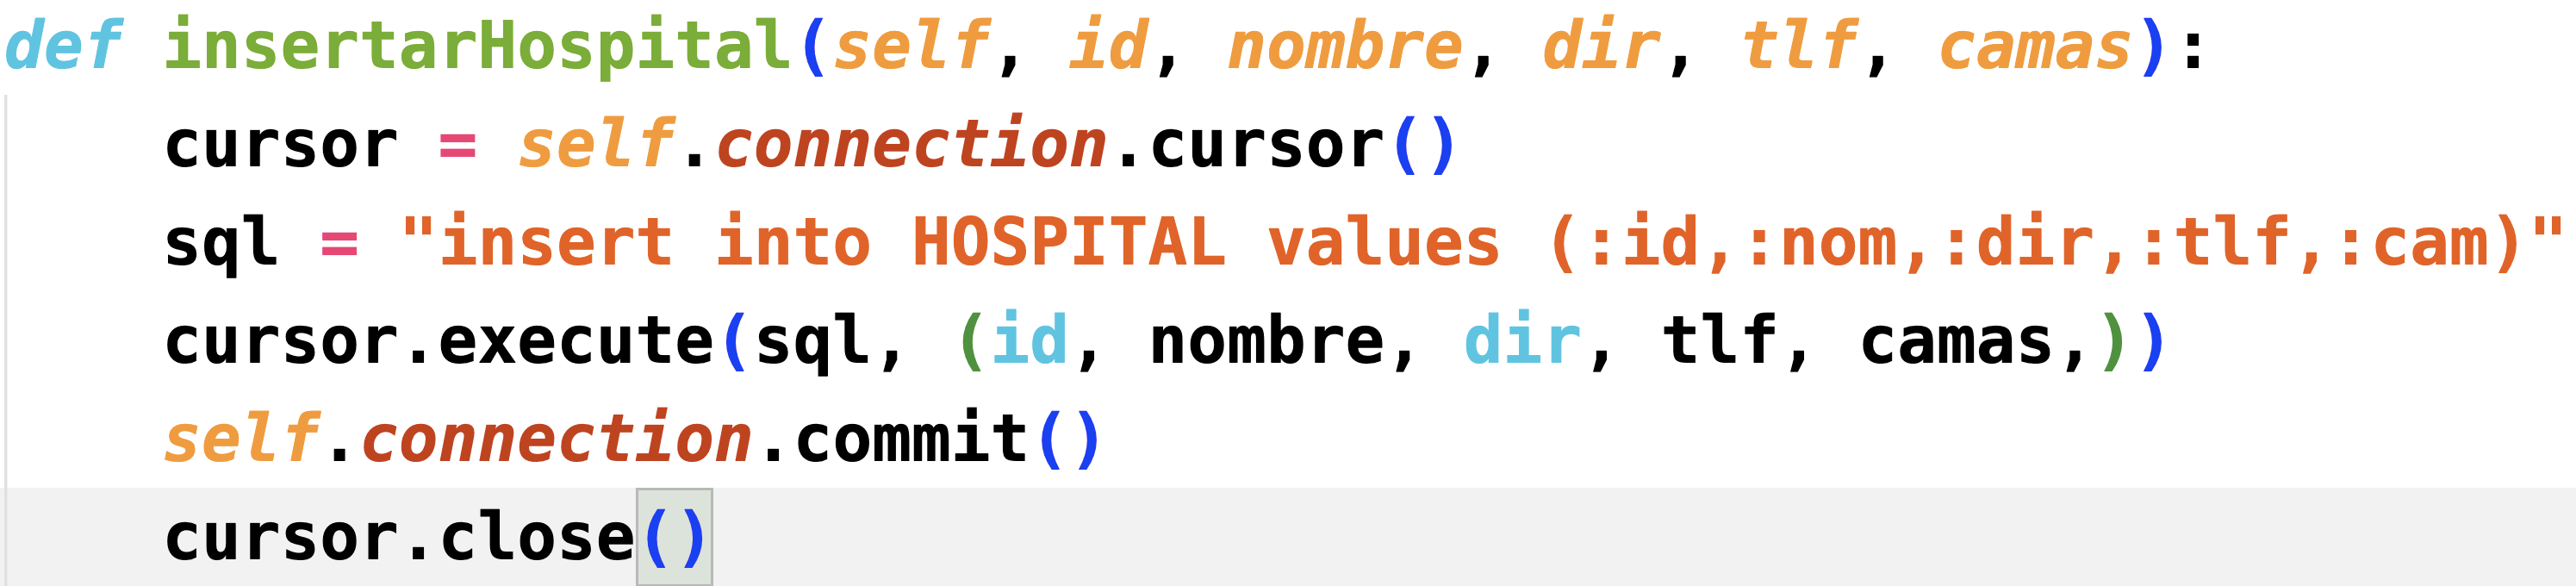 def insertarHospital(self, id, nombre, dir, tlf, camas):
    cursor = self.connection.cursor()
    sql = "insert into HOSPITAL values (:id,:nom,:dir,:tlf,:cam)"
    cursor.execute(sql, (id, nombre, dir, tlf, camas,))
    self.connection.commit()
    cursor.close()